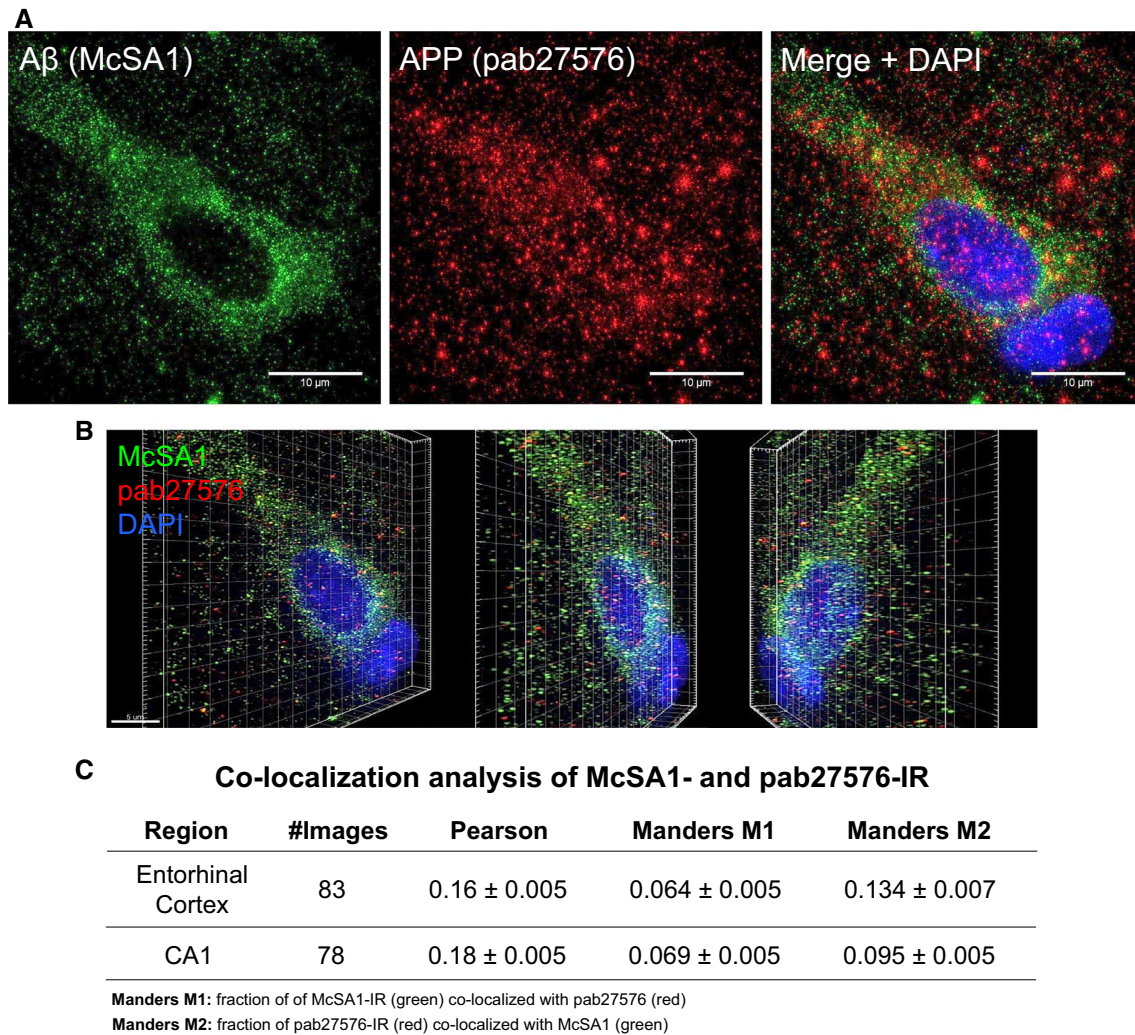 A
Aβ (McSA1)
APP (pab27576)
Merge + DAPI
10 µm
10 µm
10 µm
B
McSA1
pab27576
DAPI
5 um
C
Co-localization analysis of McSA1- and pab27576-IR
Region #Images Pearson Manders M1 Manders M2
Entorhinal
Cortex
83 0.16 ± 0.005 0.064 ± 0.005 0.134 ± 0.007
CA1 78 0.18 ± 0.005 0.069 ± 0.005 0.095 ± 0.005
Manders M1: fraction of of McSA1-IR (green) co-localized with pab27576 (red)
Manders M2: fraction of pab27576-IR (red) co-localized with McSA1 (green)